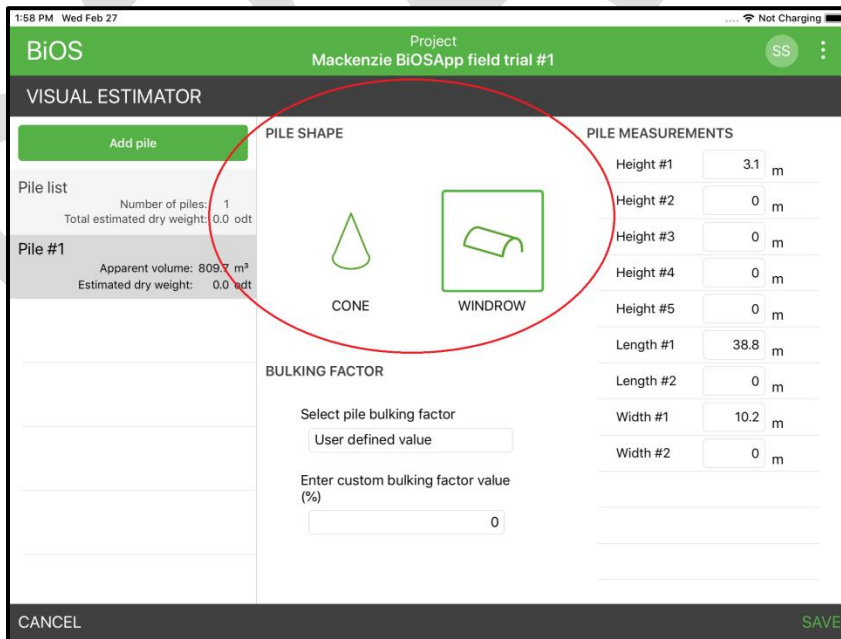 1:58 PM Wed Feb 27
Not Charging
BiOS
Project
Mackenzie BiOSApp field trial #1
SS
VISUAL ESTIMATOR
Add pile
Pile list
Number of piles: 1
Total estimated dry weight: 0.0 odt
Pile #1
Apparent volume: 809.7 m³
Estimated dry weight: 0.0 odt
PILE SHAPE
CONE
WINDROW
BULKING FACTOR
Select pile bulking factor
User defined value
Enter custom bulking factor value
(%)
0
PILE MEASUREMENTS
Height #1 3.1 m
Height #2 0 m
Height #3 0 m
Height #4 0 m
Height #5 0 m
Length #1 38.8 m
Length #2 0 m
Width #1 10.2 m
Width #2 0 m
CANCEL
SAVE